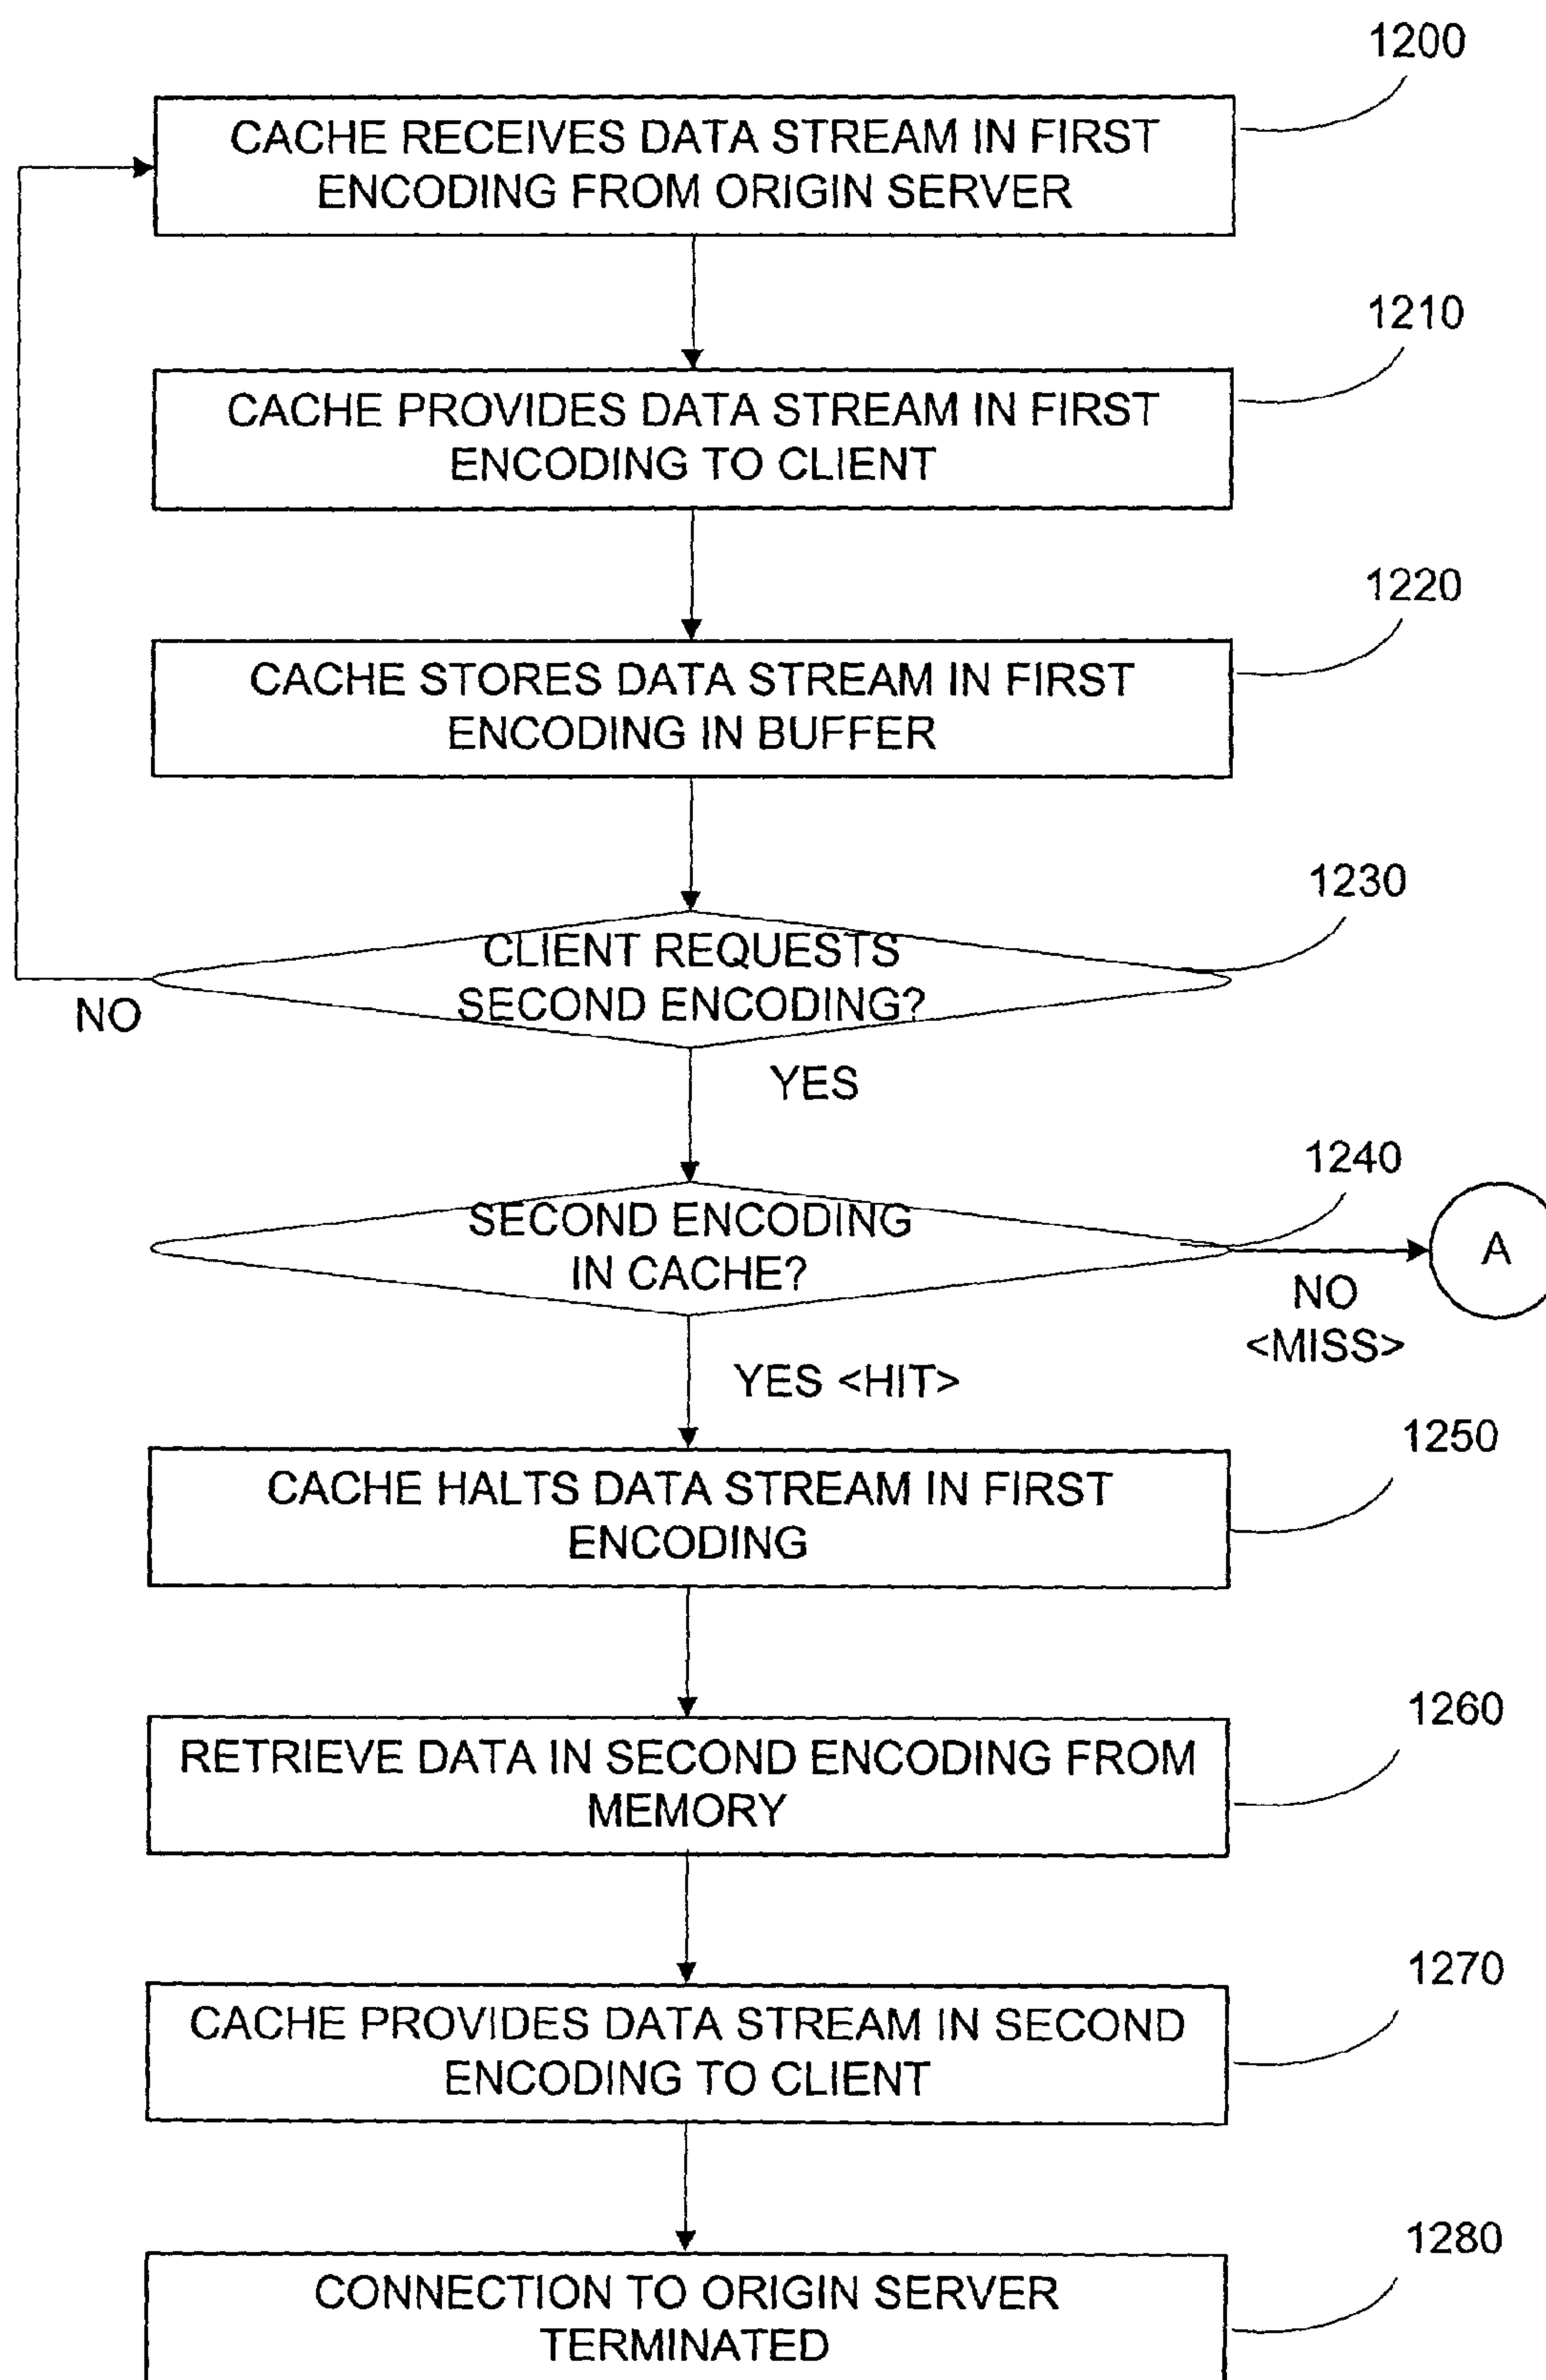 1200
CACHE RECEIVES DATA STREAM IN FIRST
ENCODING FROM ORIGIN SERVER
1210
CACHE PROVIDES DATA STREAM IN FIRST
ENCODING TO CLIENT
1220
CACHE STORES DATA STREAM IN FIRST
ENCODING IN BUFFER
1230
CLIENT REQUESTS
SECOND ENCODING?
NO
YES
1240
SECOND ENCODING
IN CACHE?
A
NO
<MISS>
YES <HIT>
1250
CACHE HALTS DATA STREAM IN FIRST
ENCODING
1260
RETRIEVE DATA IN SECOND ENCODING FROM
MEMORY
1270
CACHE PROVIDES DATA STREAM IN SECOND
ENCODING TO CLIENT
1280
CONNECTION TO ORIGIN SERVER
TERMINATED